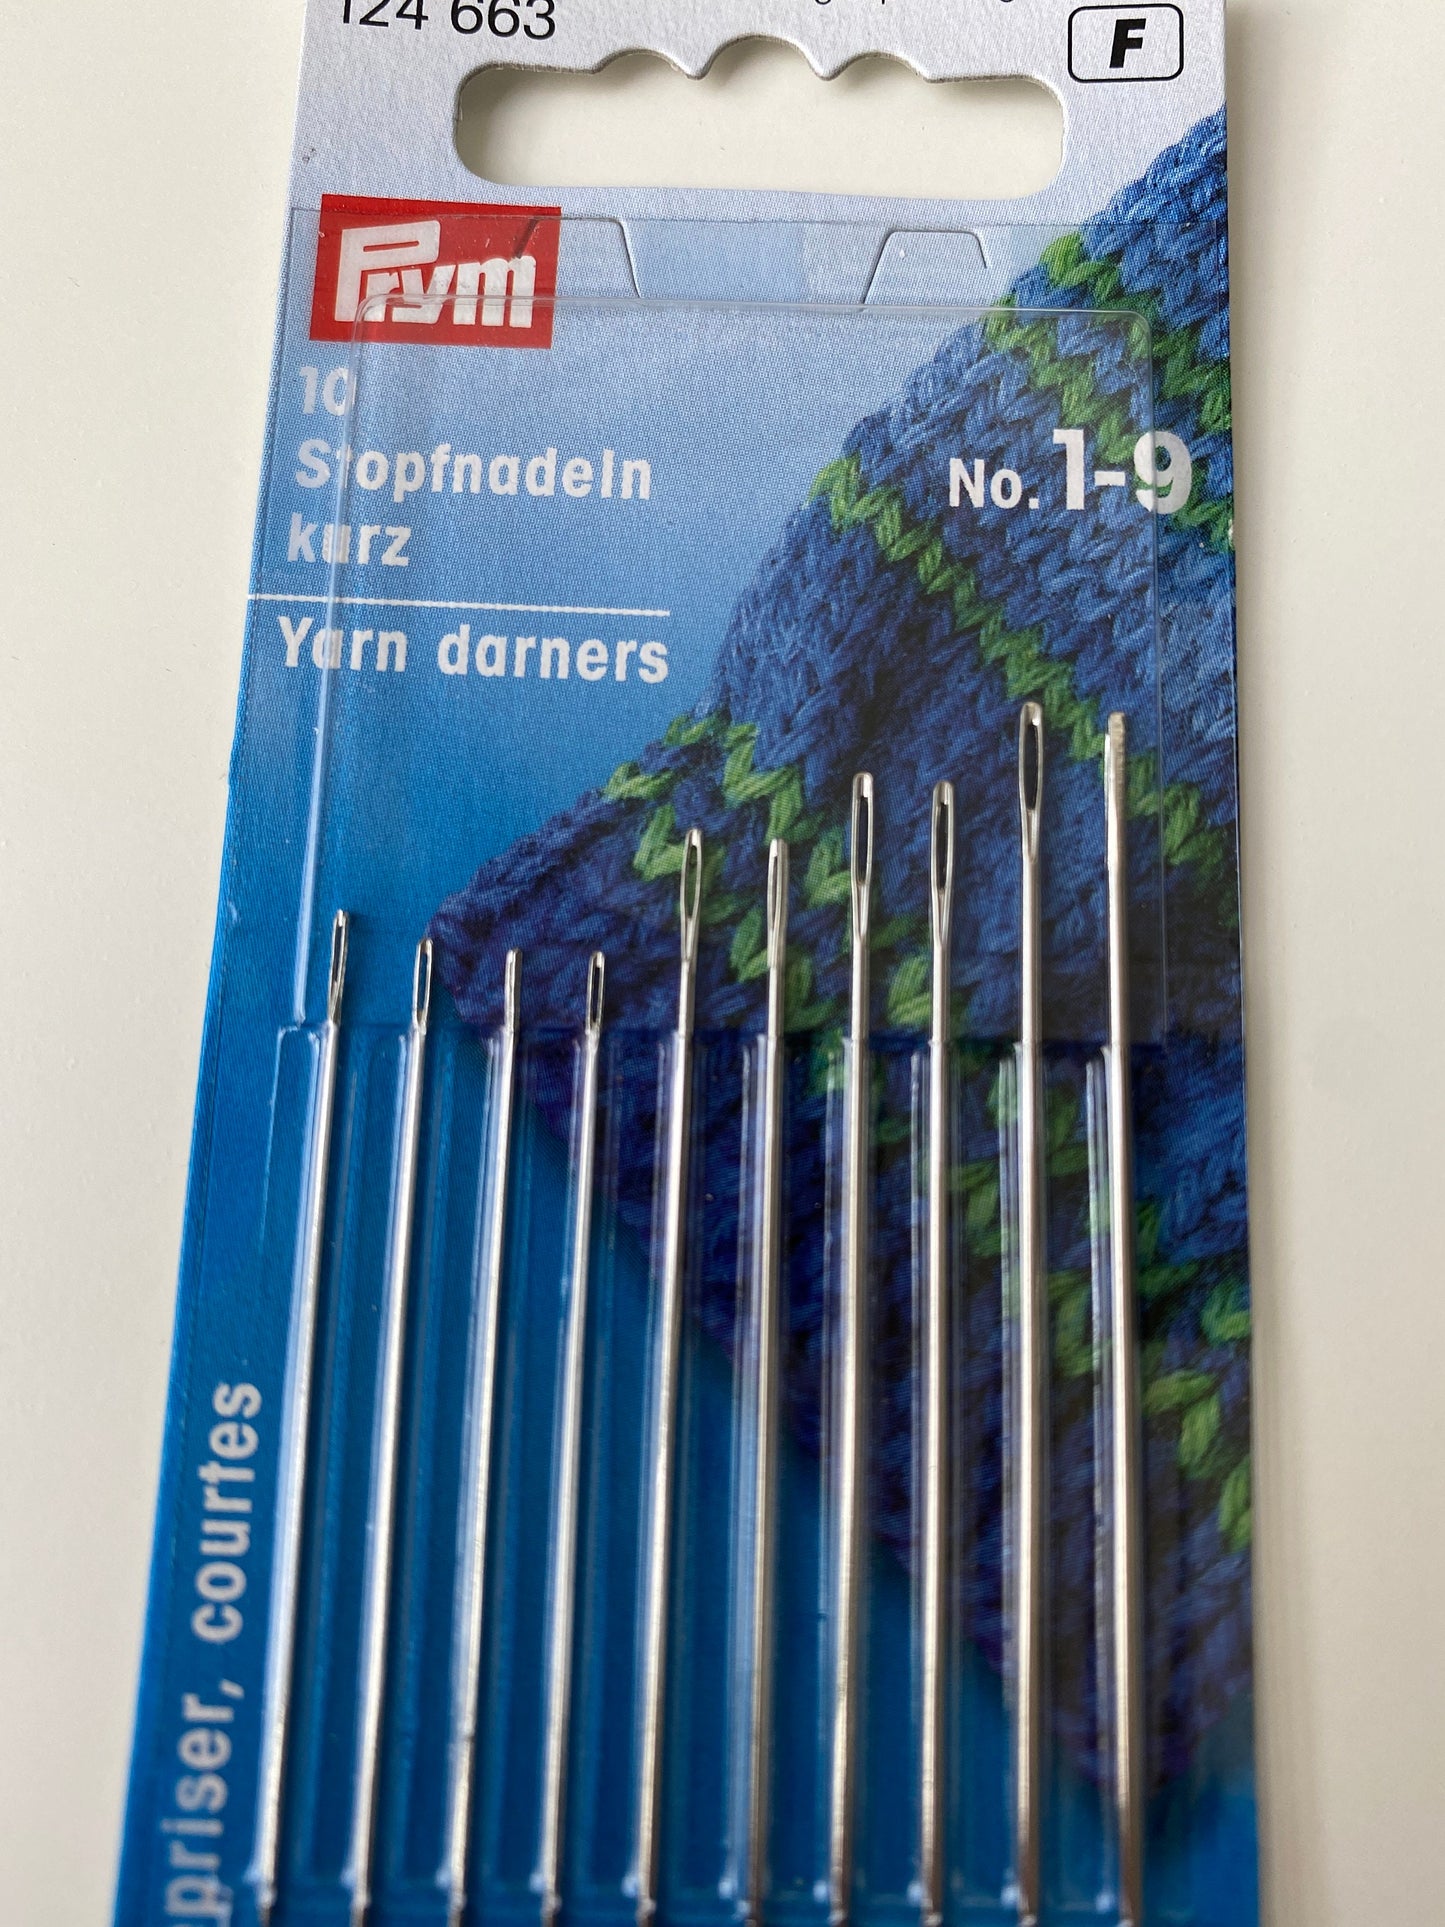 124 663
F
Prym
10
Stopfnadeln
kurz
No. 1-9
Yarn darners
priser, courtes